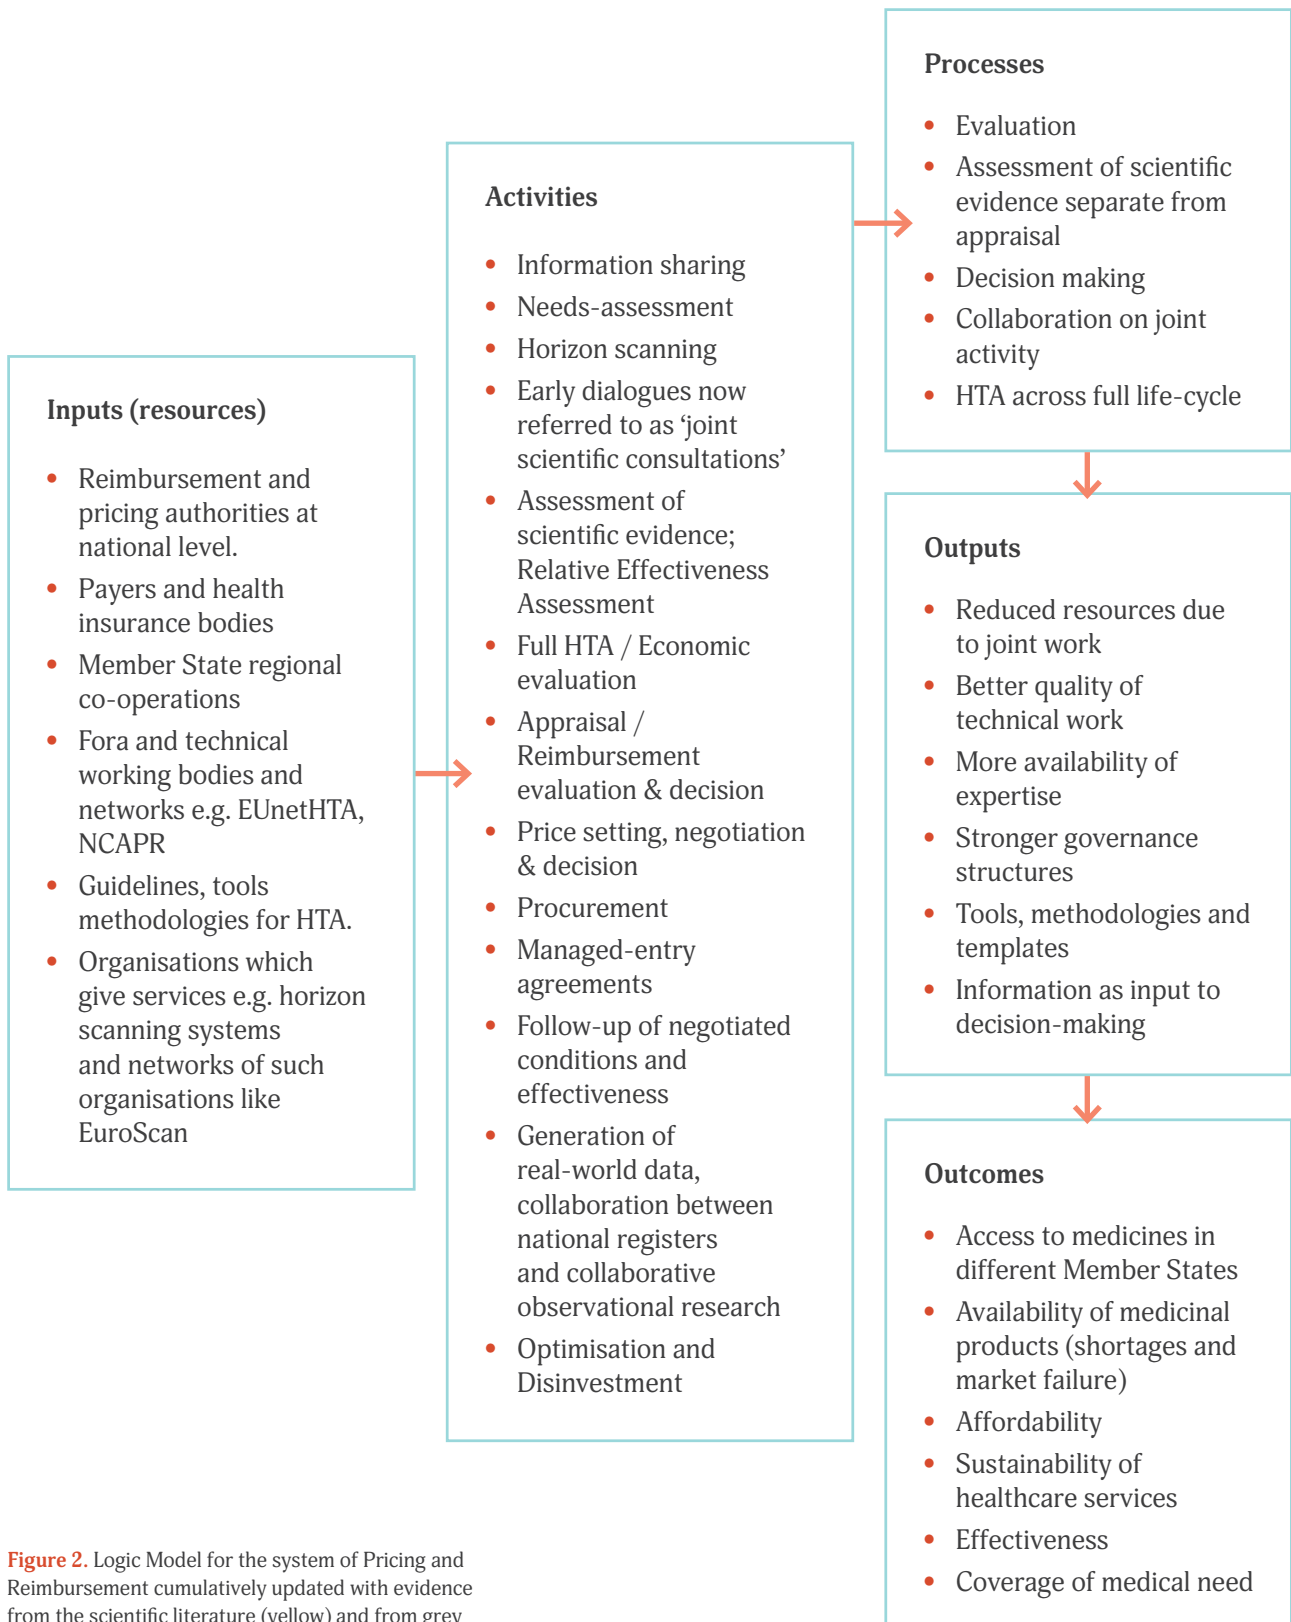 Inputs (resources)
• Reimbursement and
pricing authorities at
national level.
• Payers and health
insurance bodies
• Member State regional
co-operations
• Fora and technical
working bodies and
networks e.g. EUnetHTA,
NCAPR
• Guidelines, tools
methodologies for HTA.
• Organisations which
give services e.g. horizon
scanning systems
and networks of such
organisations like
EuroScan
Activities
• Information sharing
• Needs-assessment
• Horizon scanning
• Early dialogues now
referred to as ‘joint
scientific consultations’
• Assessment of
scientific evidence;
Relative Effectiveness
Assessment
• Full HTA / Economic
evaluation
• Appraisal /
Reimbursement
evaluation & decision
• Price setting, negotiation
& decision
• Procurement
• Managed-entry
agreements
• Follow-up of negotiated
conditions and
effectiveness
• Generation of
real-world data,
collaboration between
national registers
and collaborative
observational research
• Optimisation and
Disinvestment
Processes
• Evaluation
• Assessment of scientific
evidence separate from
appraisal
• Decision making
• Collaboration on joint
activity
• HTA across full life-cycle
Outputs
• Reduced resources due
to joint work
• Better quality of
technical work
• More availability of
expertise
• Stronger governance
structures
• Tools, methodologies and
templates
• Information as input to
decision-making
Outcomes
• Access to medicines in
different Member States
• Availability of medicinal
products (shortages and
market failure)
• Affordability
• Sustainability of
healthcare services
• Effectiveness
• Coverage of medical need
Figure 2. Logic Model for the system of Pricing and
Reimbursement cumulatively updated with evidence
from the scientific literature (yellow) and from grey